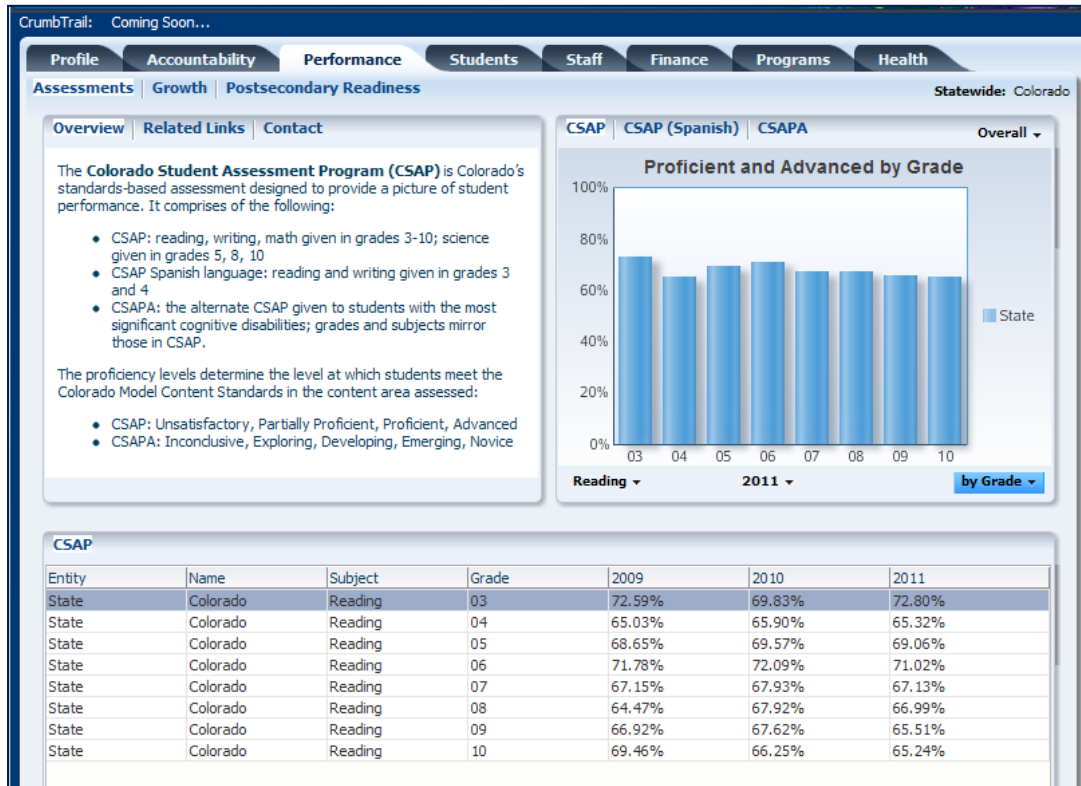 CrumbTrail: Coming Soon...
Profile Accountability Performance Students Staff Finance Programs Health
Assessments Growth Postsecondary Readiness
Statewide: Colorado
Overview Related Links Contact
The Colorado Student Assessment Program (CSAP) is Colorado's
standards-based assessment designed to provide a picture of student
performance. It comprises of the following:
• CSAP: reading, writing, math given in grades 3-10; science
given in grades 5, 8, 10
• CSAP Spanish language: reading and writing given in grades 3
and 4
• CSAPA: the alternate CSAP given to students with the most
significant cognitive disabilities; grades and subjects mirror
those in CSAP.
The proficiency levels determine the level at which students meet the
Colorado Model Content Standards in the content area assessed:
• CSAP: Unsatisfactory, Partially Proficient, Proficient, Advanced
• CSAPA: Inconclusive, Exploring, Developing, Emerging, Novice
CSAP CSAP (Spanish) CSAPA
Overall
Proficient and Advanced by Grade
100%
80%
60%
40%
20%
0%
03 04 05 06 07 08 09 10
State
Reading 2011 by Grade
CSAP
Entity Name Subject Grade 2009 2010 2011
State Colorado Reading 03 72.59% 69.83% 72.80%
State Colorado Reading 04 65.03% 65.90% 65.32%
State Colorado Reading 05 68.65% 69.57% 69.06%
State Colorado Reading 06 71.78% 72.09% 71.02%
State Colorado Reading 07 67.15% 67.93% 67.13%
State Colorado Reading 08 64.47% 67.92% 66.99%
State Colorado Reading 09 66.92% 67.62% 65.51%
State Colorado Reading 10 69.46% 66.25% 65.24%